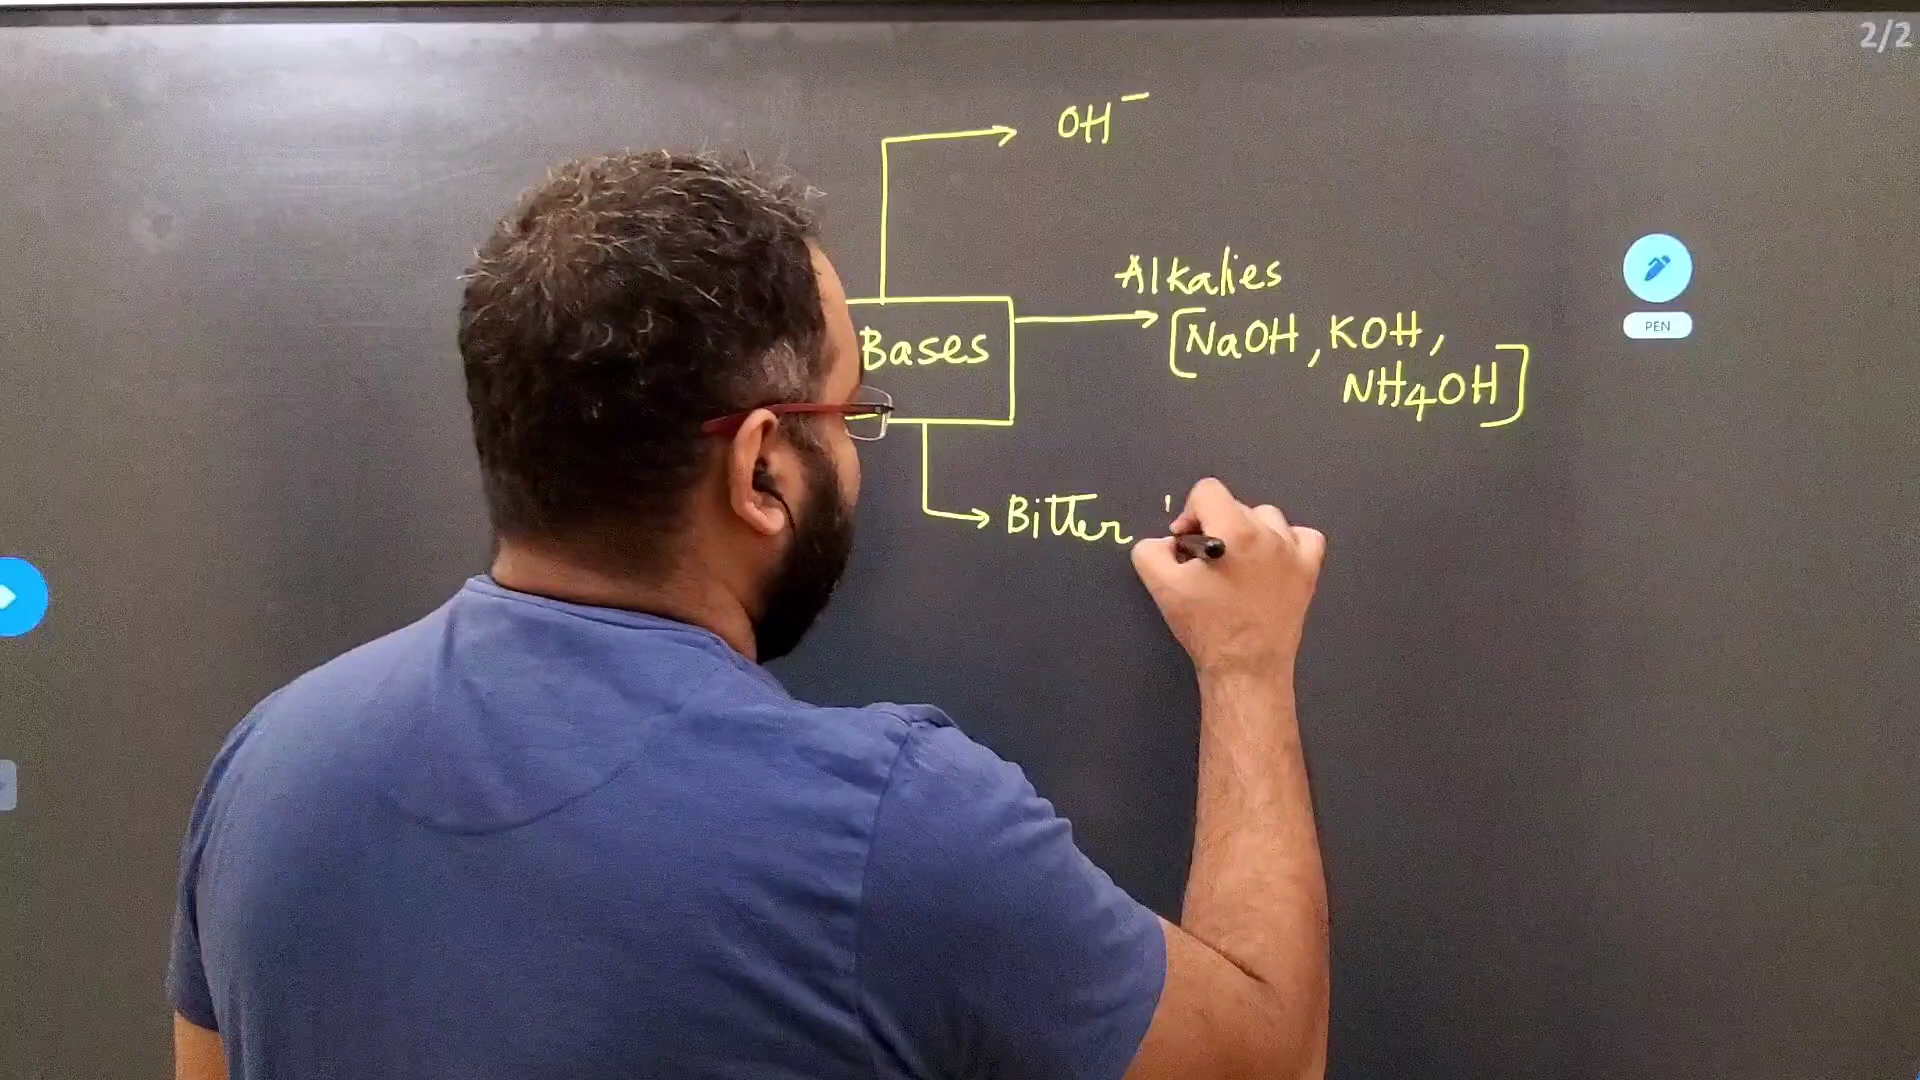 2/2
OH⁻
Alkalies
Bases
[NaOH, KOH,
NH4OH]
PEN
Bitter